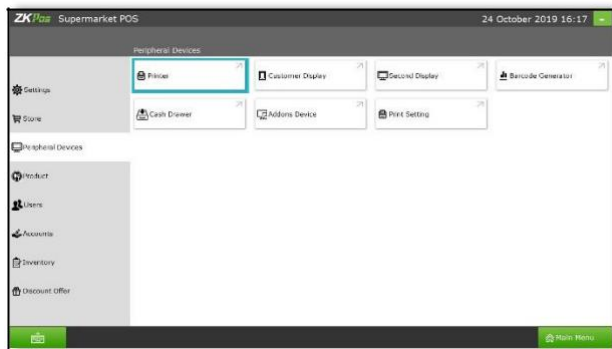 ZKPos Supermarket POS
24 October 2019 16:17
Peripheral Devices
Printer
Customer Display
Second Display
Barcode Generator
Cash Drawer
Addons Device
Print Setting
Settings
Store
Peripheral Devices
Product
Users
Accounts
Inventory
Discount Offer
Main Menu